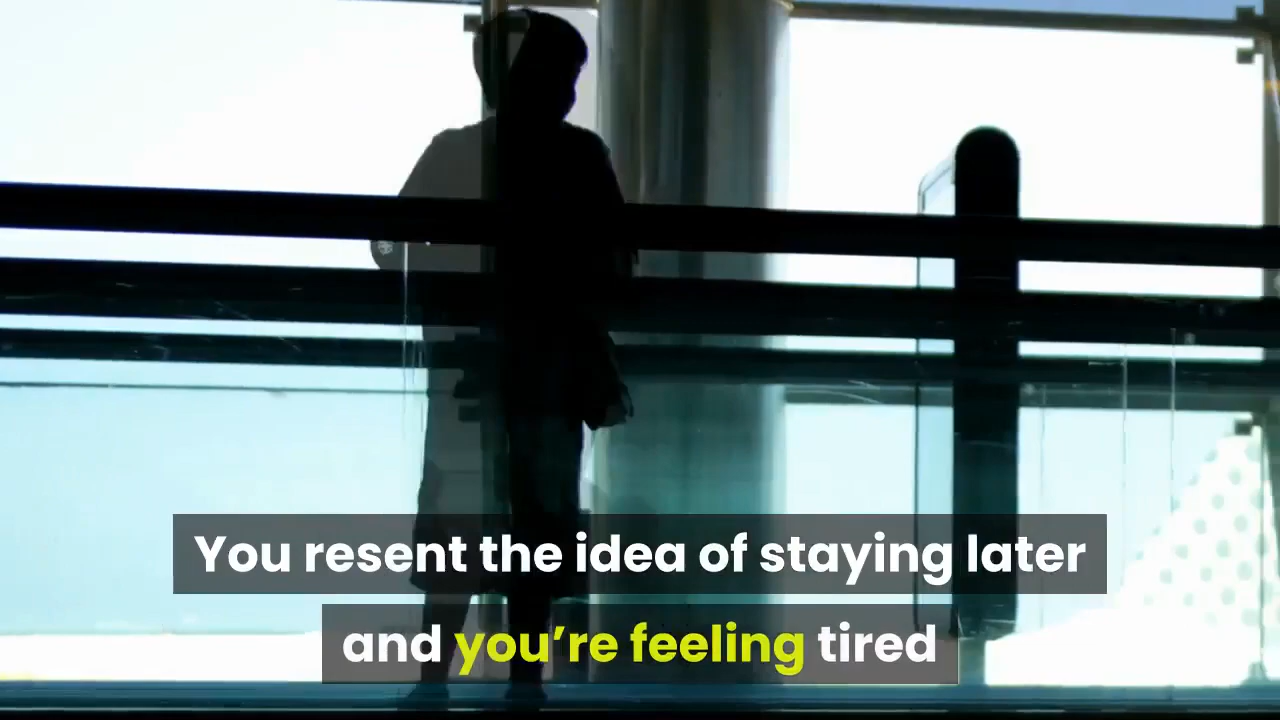 You resent the idea of staying later
and you’re feeling tired